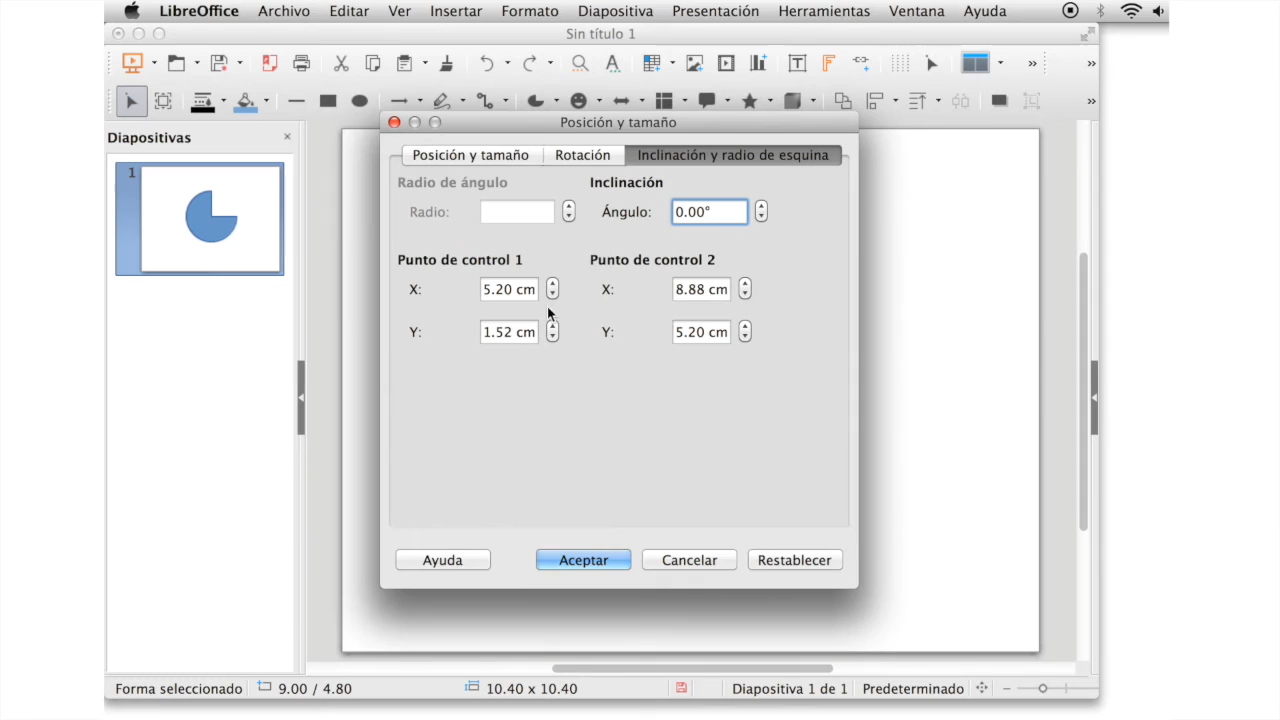 LibreOffice Archivo Editar Ver Insertar Formato Diapositiva Presentación Herramientas Ventana Ayuda
Sin título 1
Diapositivas
1
Posición y tamaño
Posición y tamaño Rotación Inclinación y radio de esquina
Radio de ángulo Inclinación
Radio: Ángulo: 0.00°
Punto de control 1 Punto de control 2
X: 5.20 cm X: 8.88 cm
Y: 1.52 cm Y: 5.20 cm
Ayuda Aceptar Cancelar Restablecer
Forma seleccionado 9.00 / 4.80 10.40 x 10.40 Diapositiva 1 de 1 Predeterminado